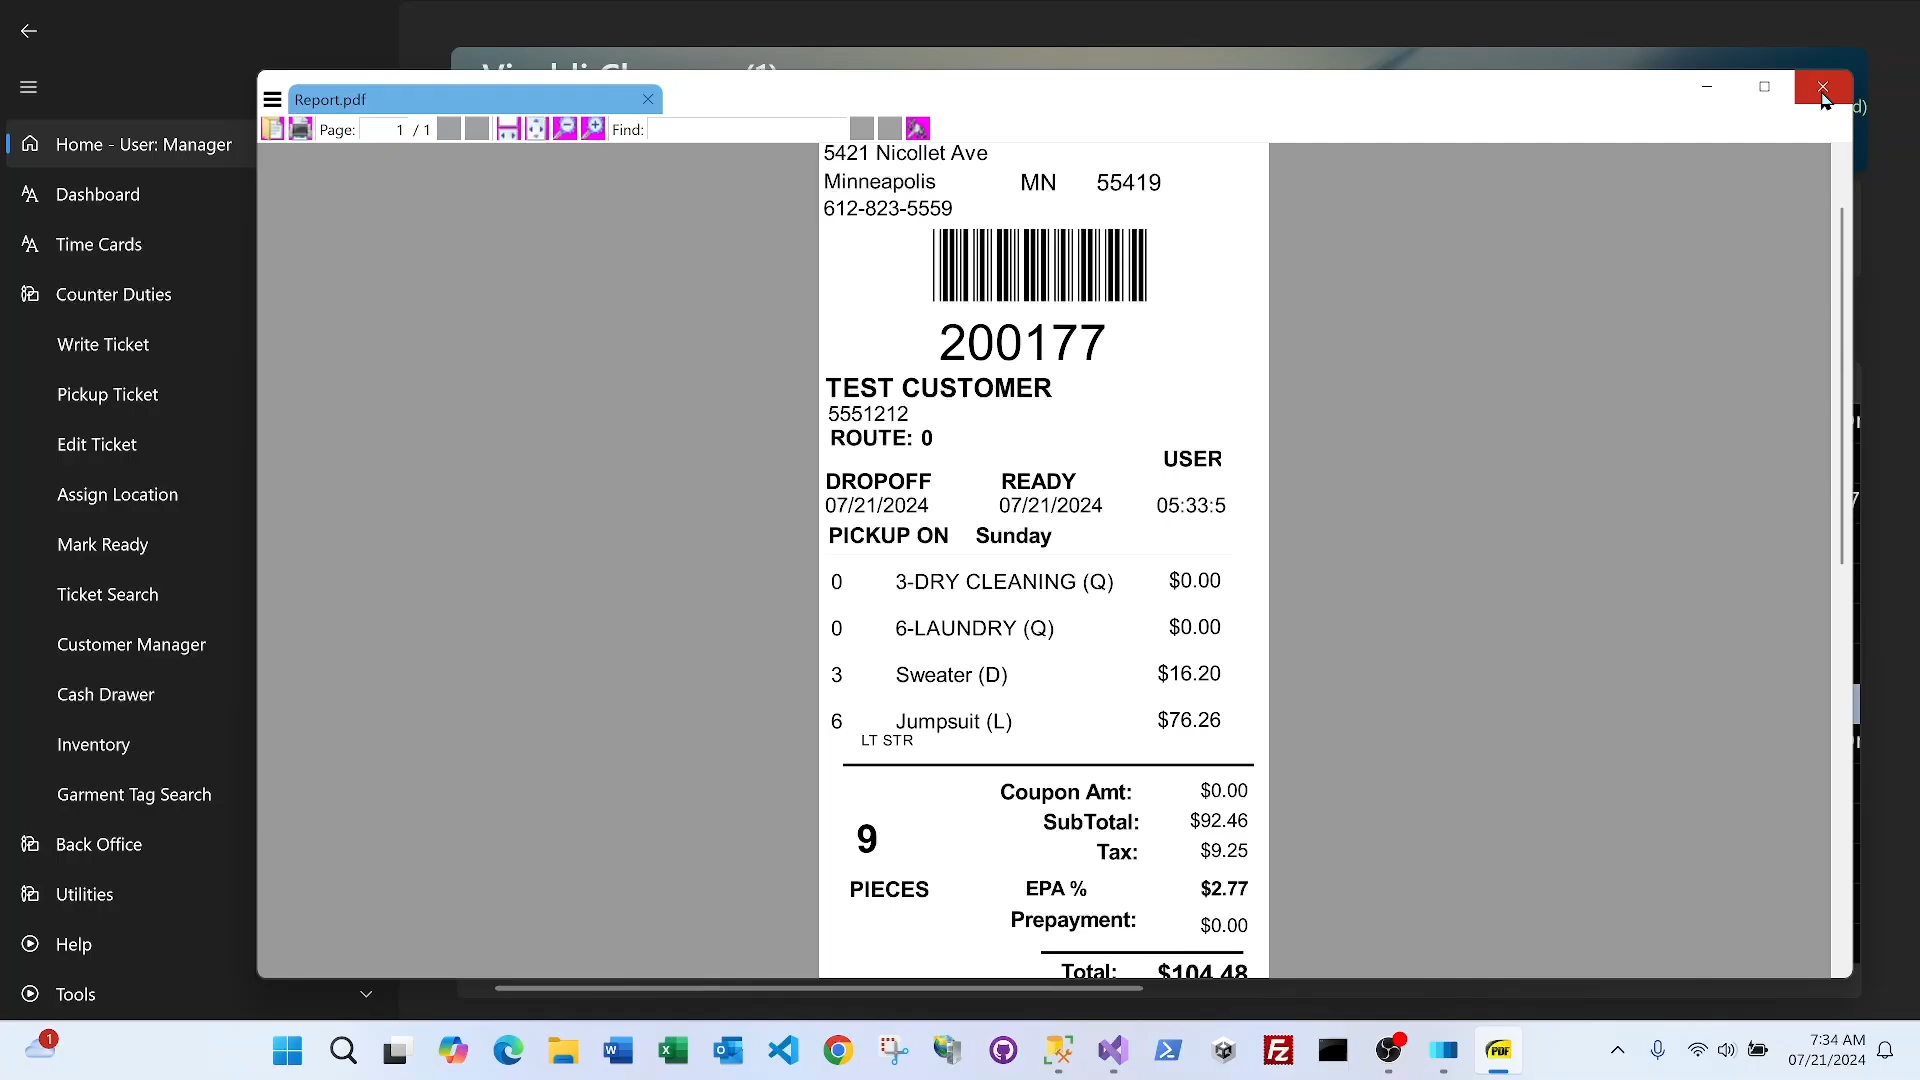 Home - User: Manager
Dashboard
Time Cards
Counter Duties
Write Ticket
Pickup Ticket
Edit Ticket
Assign Location
Mark Ready
Ticket Search
Customer Manager
Cash Drawer
Inventory
Garment Tag Search
Back Office
Utilities
Help
Tools
Report.pdf
Page: 1 / 1 Find:
5421 Nicollet Ave
Minneapolis MN 55419
612-823-5559
200177
TEST CUSTOMER
5551212
ROUTE: 0
USER
DROPOFF READY
07/21/2024 07/21/2024 05:33:5
PICKUP ON Sunday
0 3-DRY CLEANING (Q) $0.00
0 6-LAUNDRY (Q) $0.00
3 Sweater (D) $16.20
6 Jumpsuit (L) $76.26
LT STR
Coupon Amt: $0.00
SubTotal: $92.46
9
Tax: $9.25
PIECES EPA % $2.77
Prepayment: $0.00
Total: $104.48
1
PDF
7:34 AM
07/21/2024